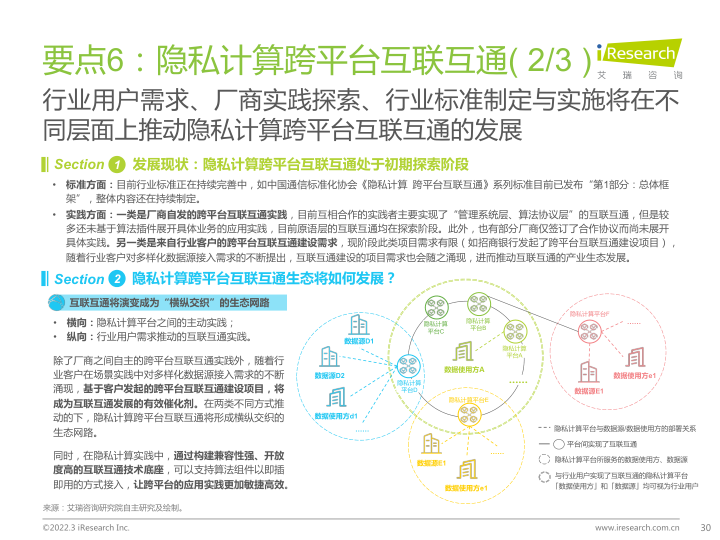 要点6：隐私计算跨平台互联互通( 2/3 )
iResearch
艾 瑞 咨 询
行业用户需求、厂商实践探索、行业标准制定与实施将在不
同层面上推动隐私计算跨平台互联互通的发展
Section 1 发展现状：隐私计算跨平台互联互通处于初期探索阶段
• 标准方面：目前行业标准正在持续完善中，如中国通信标准化协会《隐私计算 跨平台互联互通》系列标准目前已发布“第1部分：总体框
架”，整体内容还在持续制定。
• 实践方面：一类是厂商自发的跨平台互联互通实践，目前互相合作的实践者主要实现了“管理系统层、算法协议层”的互联互通，但是较
多还未基于算法插件展开具体业务的应用实践，目前原语层的互联互通均在探索阶段。此外，也有部分厂商仅签订了合作协议而尚未展开
具体实践。另一类是来自行业客户的跨平台互联互通建设需求，现阶段此类项目需求有限（如招商银行发起了跨平台互联互通建设项目），
随着行业客户对多样化数据源接入需求的不断提出，互联互通建设的项目需求也会随之涌现，进而推动互联互通的产业生态发展。
Section 2 隐私计算跨平台互联互通生态将如何发展？
互联互通将演变成为“横纵交织”的生态网路
• 横向：隐私计算平台之间的主动实践；
• 纵向：行业用户需求推动的互联互通实践。
除了厂商之间自主的跨平台互联互通实践外，随着行
业客户在场景实践中对多样化数据源接入需求的不断
涌现，基于客户发起的跨平台互联互通建设项目，将
成为互联互通发展的有效催化剂。在两类不同方式推
动的下，隐私计算跨平台互联互通将形成横纵交织的
生态网路。
同时，在隐私计算实践中，通过构建兼容性强、开放
度高的互联互通技术底座，可以支持算法组件以即插
即用的方式接入，让跨平台的应用实践更加敏捷高效。
隐私计算
平台C
隐私计算
平台B
隐私计算
平台A
数据使用方A
……
数据源D1
数据源D2
数据使用方d1
……
隐私计算
平台D
隐私计算平台E
数据源E1
数据使用方e1
……
隐私计算平台F
……
数据源E1
数据使用方e1
隐私计算平台与数据源/数据使用方的部署关系
平台间实现了互联互通
隐私计算平台所服务的数据使用方、数据源
与行业用户实现了互联互通的隐私计算平台
「数据使用方」和「数据源」均可视为行业用户
来源：艾瑞咨询研究院自主研究及绘制。
©2022.3 iResearch Inc.
www.iresearch.com.cn
30